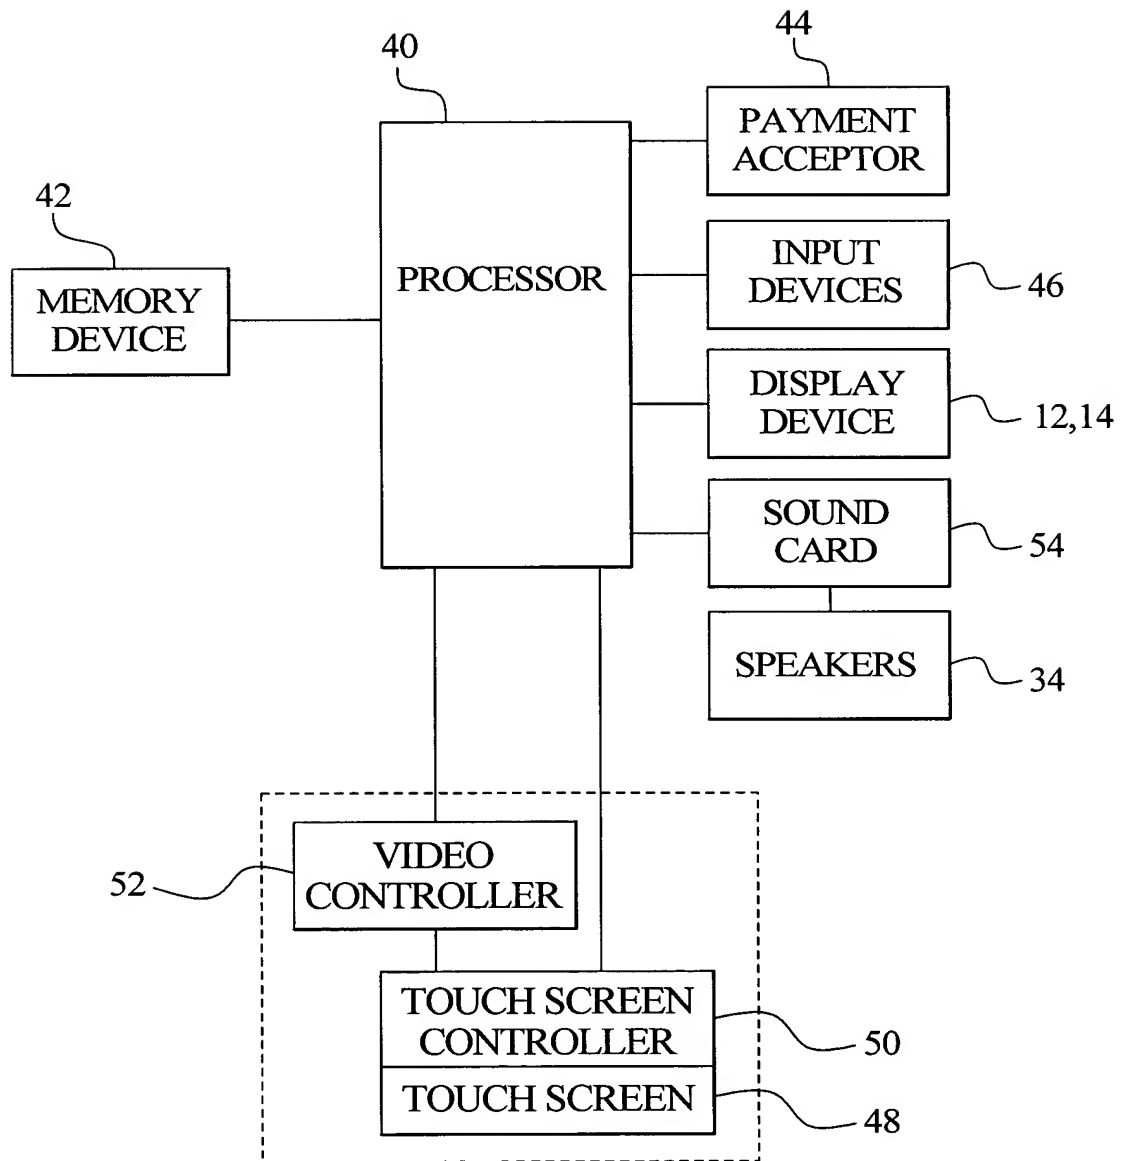 40
44
PAYMENT
ACCEPTOR
42
MEMORY
DEVICE
PROCESSOR
INPUT
DEVICES
46
DISPLAY
DEVICE
12,14
SOUND
CARD
54
SPEAKERS
34
VIDEO
CONTROLLER
52
TOUCH SCREEN
CONTROLLER
50
TOUCH SCREEN
48